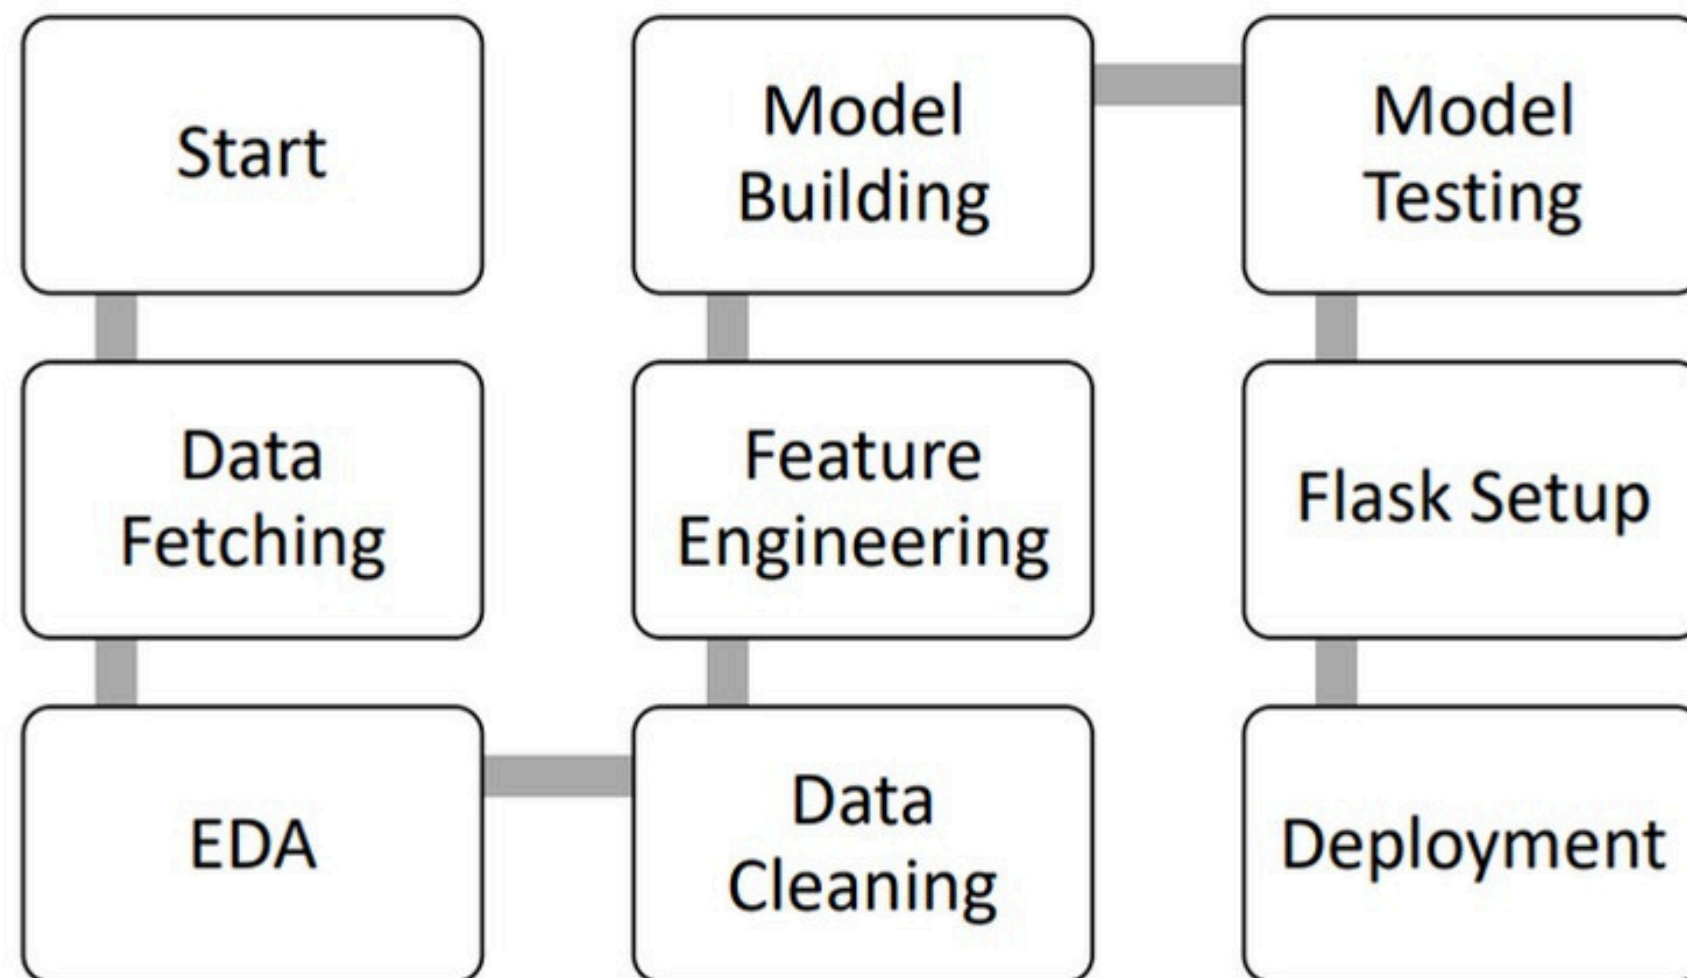 Start
Data
Fetching
EDA
Data
Cleaning
Feature
Engineering
Model
Building
Model
Testing
Flask Setup
Deployment